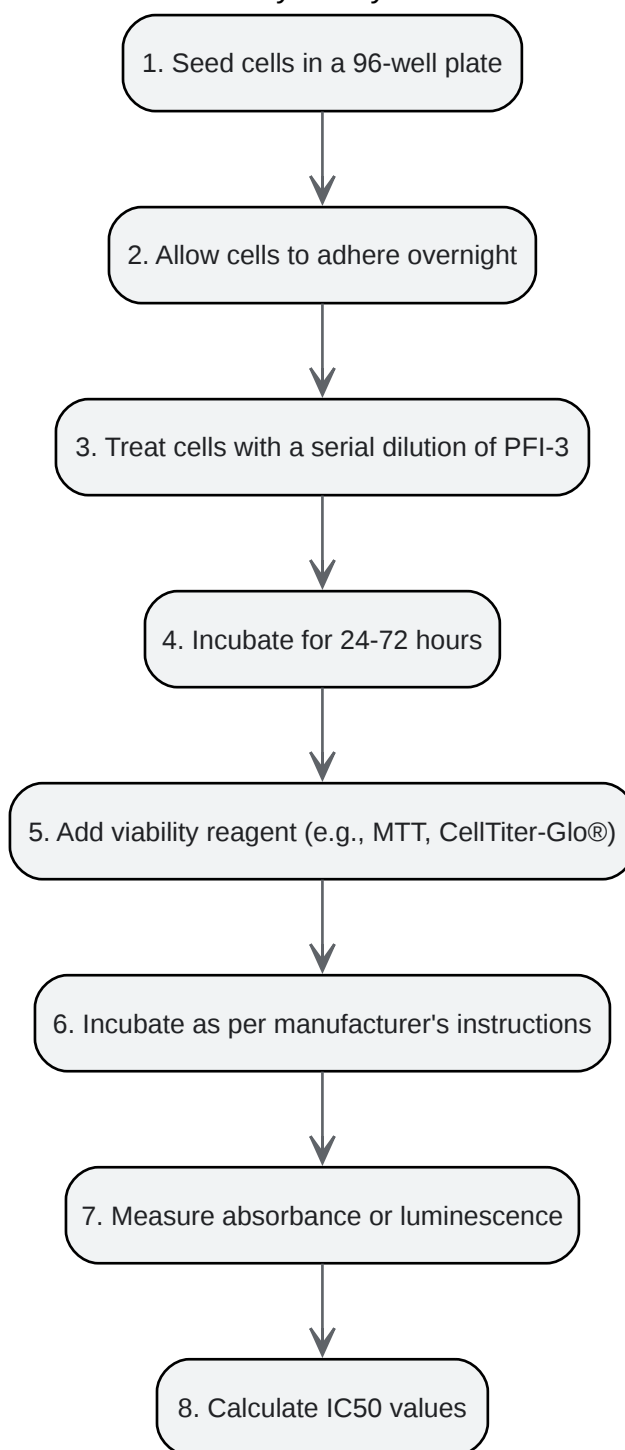 1. Seed cells in a 96-well plate
2. Allow cells to adhere overnight
3. Treat cells with a serial dilution of PFI-3
4. Incubate for 24-72 hours
5. Add viability reagent (e.g., MTT, CellTiter-Glo®)
6. Incubate as per manufacturer's instructions
7. Measure absorbance or luminescence
8. Calculate IC50 values